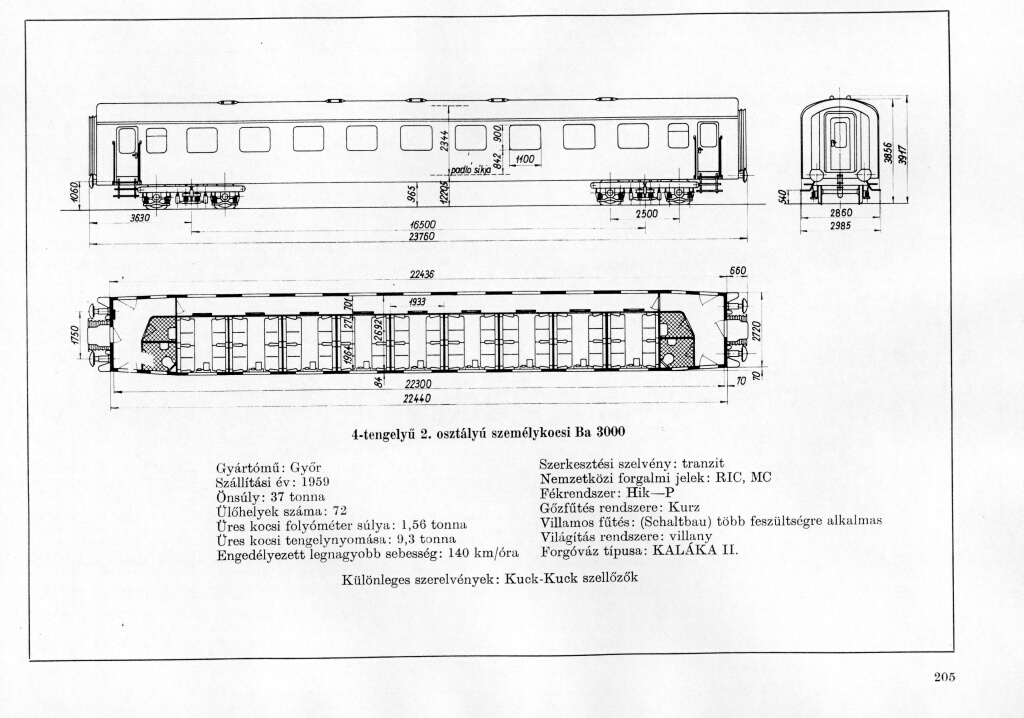 2344
900
842
1100
padló síkja
1060
965
1220,5
3630
16500
2500
23760
540
3856
3917
2860
2985
22436
660
1750
701
27
1964
2692
1933
84
2720
22300
70
70
22440
4-tengelyű 2. osztályú személykocsi Ba 3000
Gyártómű: Győr
Szállítási év: 1959
Önsúly: 37 tonna
Ülőhelyek száma: 72
Üres kocsi folyóméter súlya: 1,56 tonna
Üres kocsi tengelynyomása: 9,3 tonna
Engedélyezett legnagyobb sebesség: 140 km/óra
Szerkesztési szelvény: tranzit
Nemzetközi forgalmi jelek: RIC, MC
Fékrendszer: Hik—P
Gőzfűtés rendszere: Kurz
Villamos fűtés: (Schaltbau) több feszültségre alkalmas
Világítás rendszere: villany
Forgóváz típusa: KALÁKA II.
Különleges szerelvények: Kuck-Kuck szellőzők
205